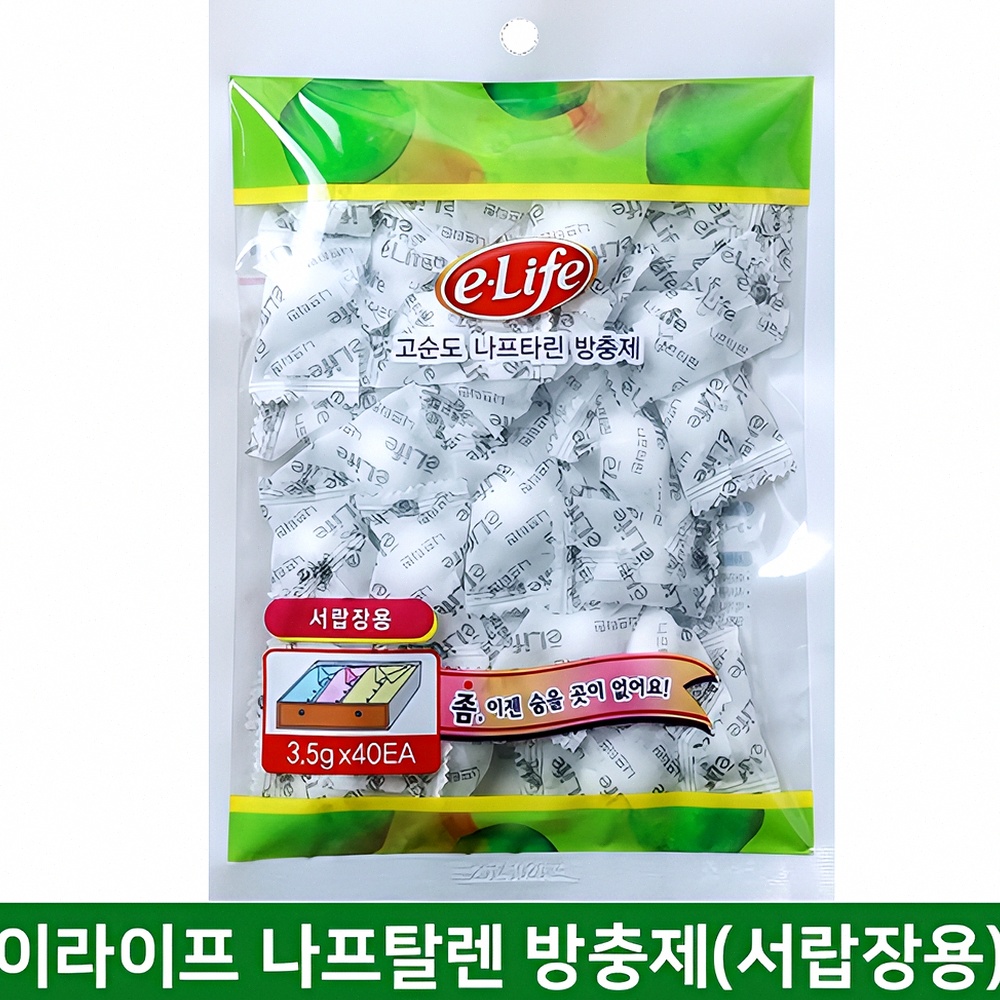 e·Life
고순도 나프타린 방충제
서랍장용
좀, 이젠 숨을 곳이 없어요!
3.5g x40EA
이라이프 나프탈렌 방충제(서랍장용)